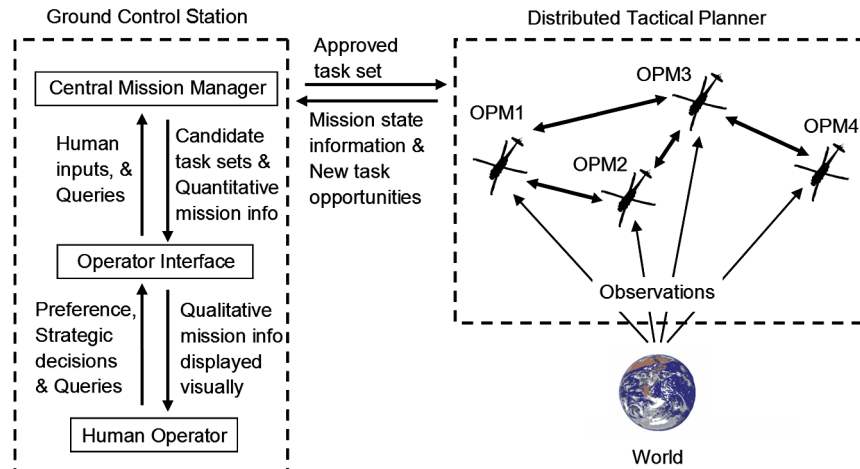 Ground Control Station
Central Mission Manager
Human
inputs, &
Queries
Candidate
task sets &
Quantitative
mission info
Operator Interface
Preference,
Strategic
decisions
& Queries
Qualitative
mission info
displayed
visually
Human Operator
Approved
task set
Mission state
information &
New task
opportunities
Distributed Tactical Planner
OPM3
OPM1
OPM4
OPM2
Observations
World